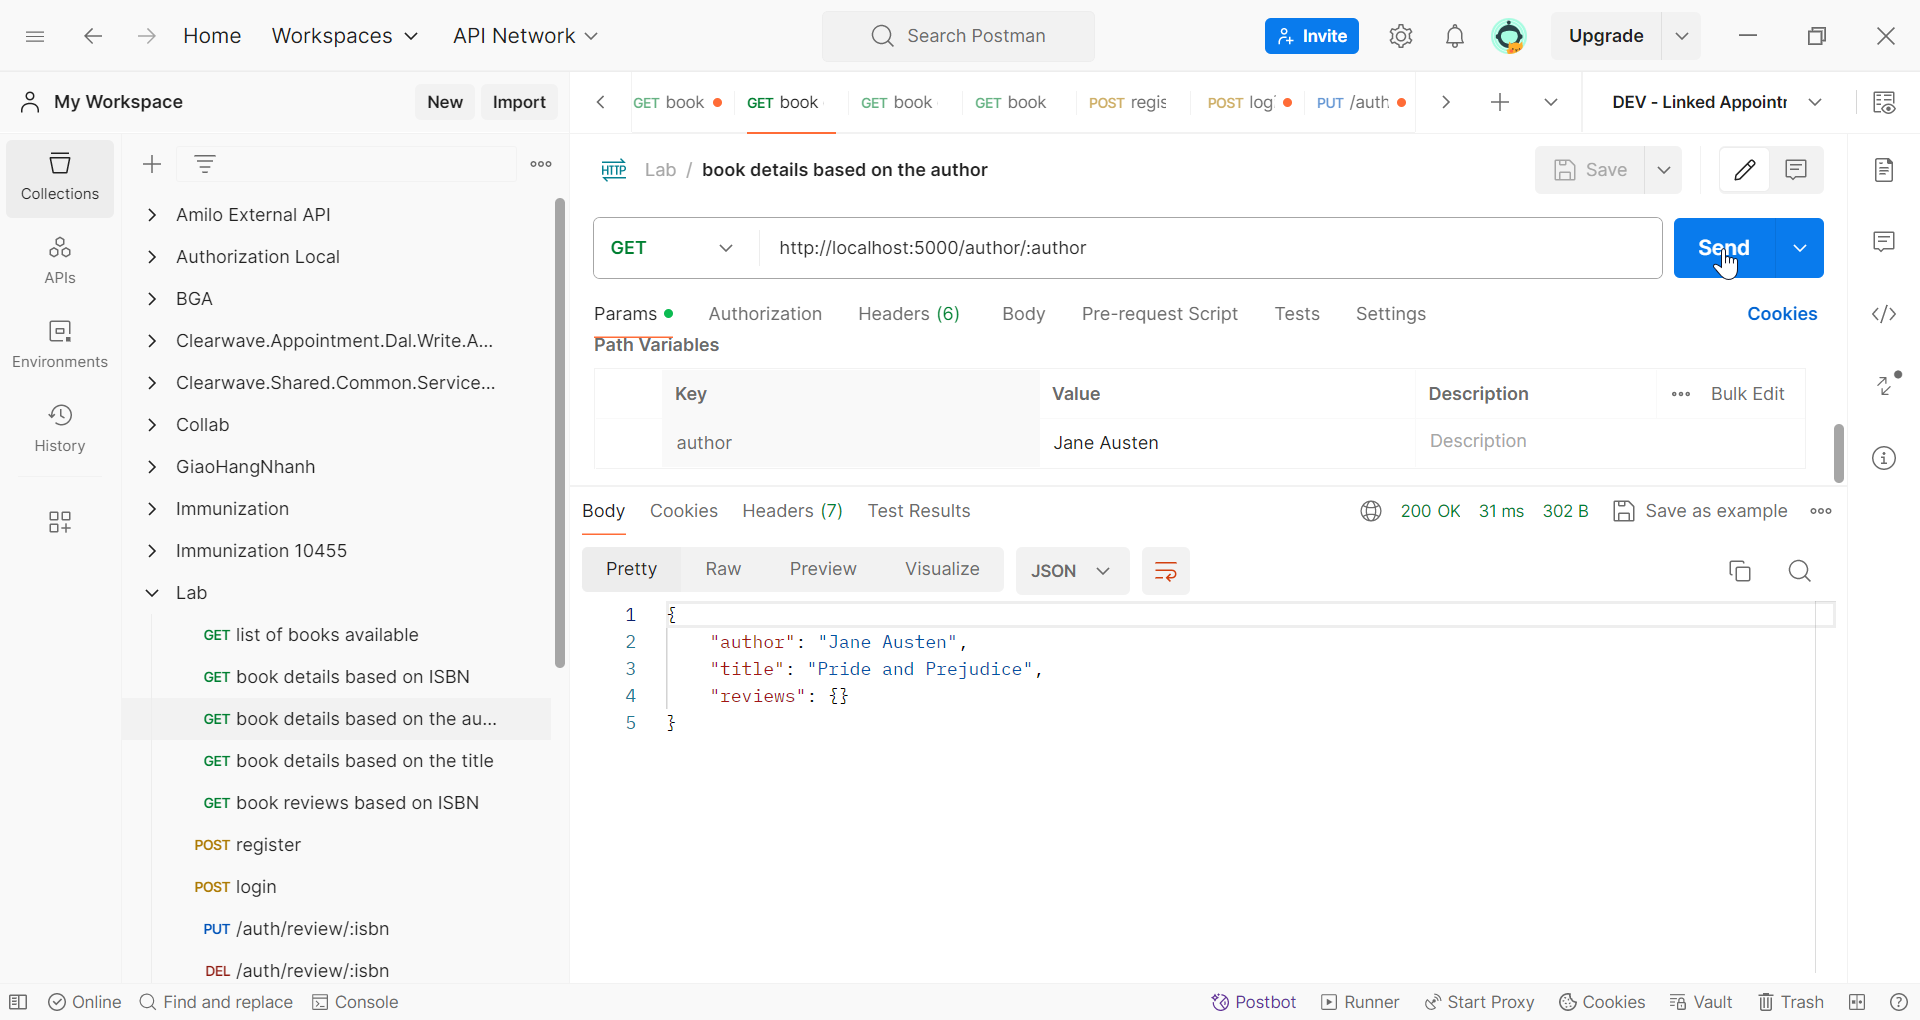 Home Workspaces API Network Search Postman Invite Upgrade
My Workspace New Import
GET book GET book GET book GET book POST regis POST log PUT /auth DEV - Linked Appoint
Collections
APIs
Environments
History
Amilo External API
Authorization Local
BGA
Clearwave.Appointment.Dal.Write.A...
Clearwave.Shared.Common.Service...
Collab
GiaoHangNhanh
Immunization
Immunization 10455
Lab
GET list of books available
GET book details based on ISBN
GET book details based on the au...
GET book details based on the title
GET book reviews based on ISBN
POST register
POST login
PUT /auth/review/:isbn
DEL /auth/review/:isbn
HTTP Lab / book details based on the author Save
GET http://localhost:5000/author/:author Send
Params Authorization Headers (6) Body Pre-request Script Tests Settings Cookies
Path Variables
Key Value Description Bulk Edit
author Jane Austen Description
Body Cookies Headers (7) Test Results 200 OK 31 ms 302 B Save as example
Pretty Raw Preview Visualize JSON
1 {
2 "author": "Jane Austen",
3 "title": "Pride and Prejudice",
4 "reviews": {}
5 }
Online Find and replace Console Postbot Runner Start Proxy Cookies Vault Trash